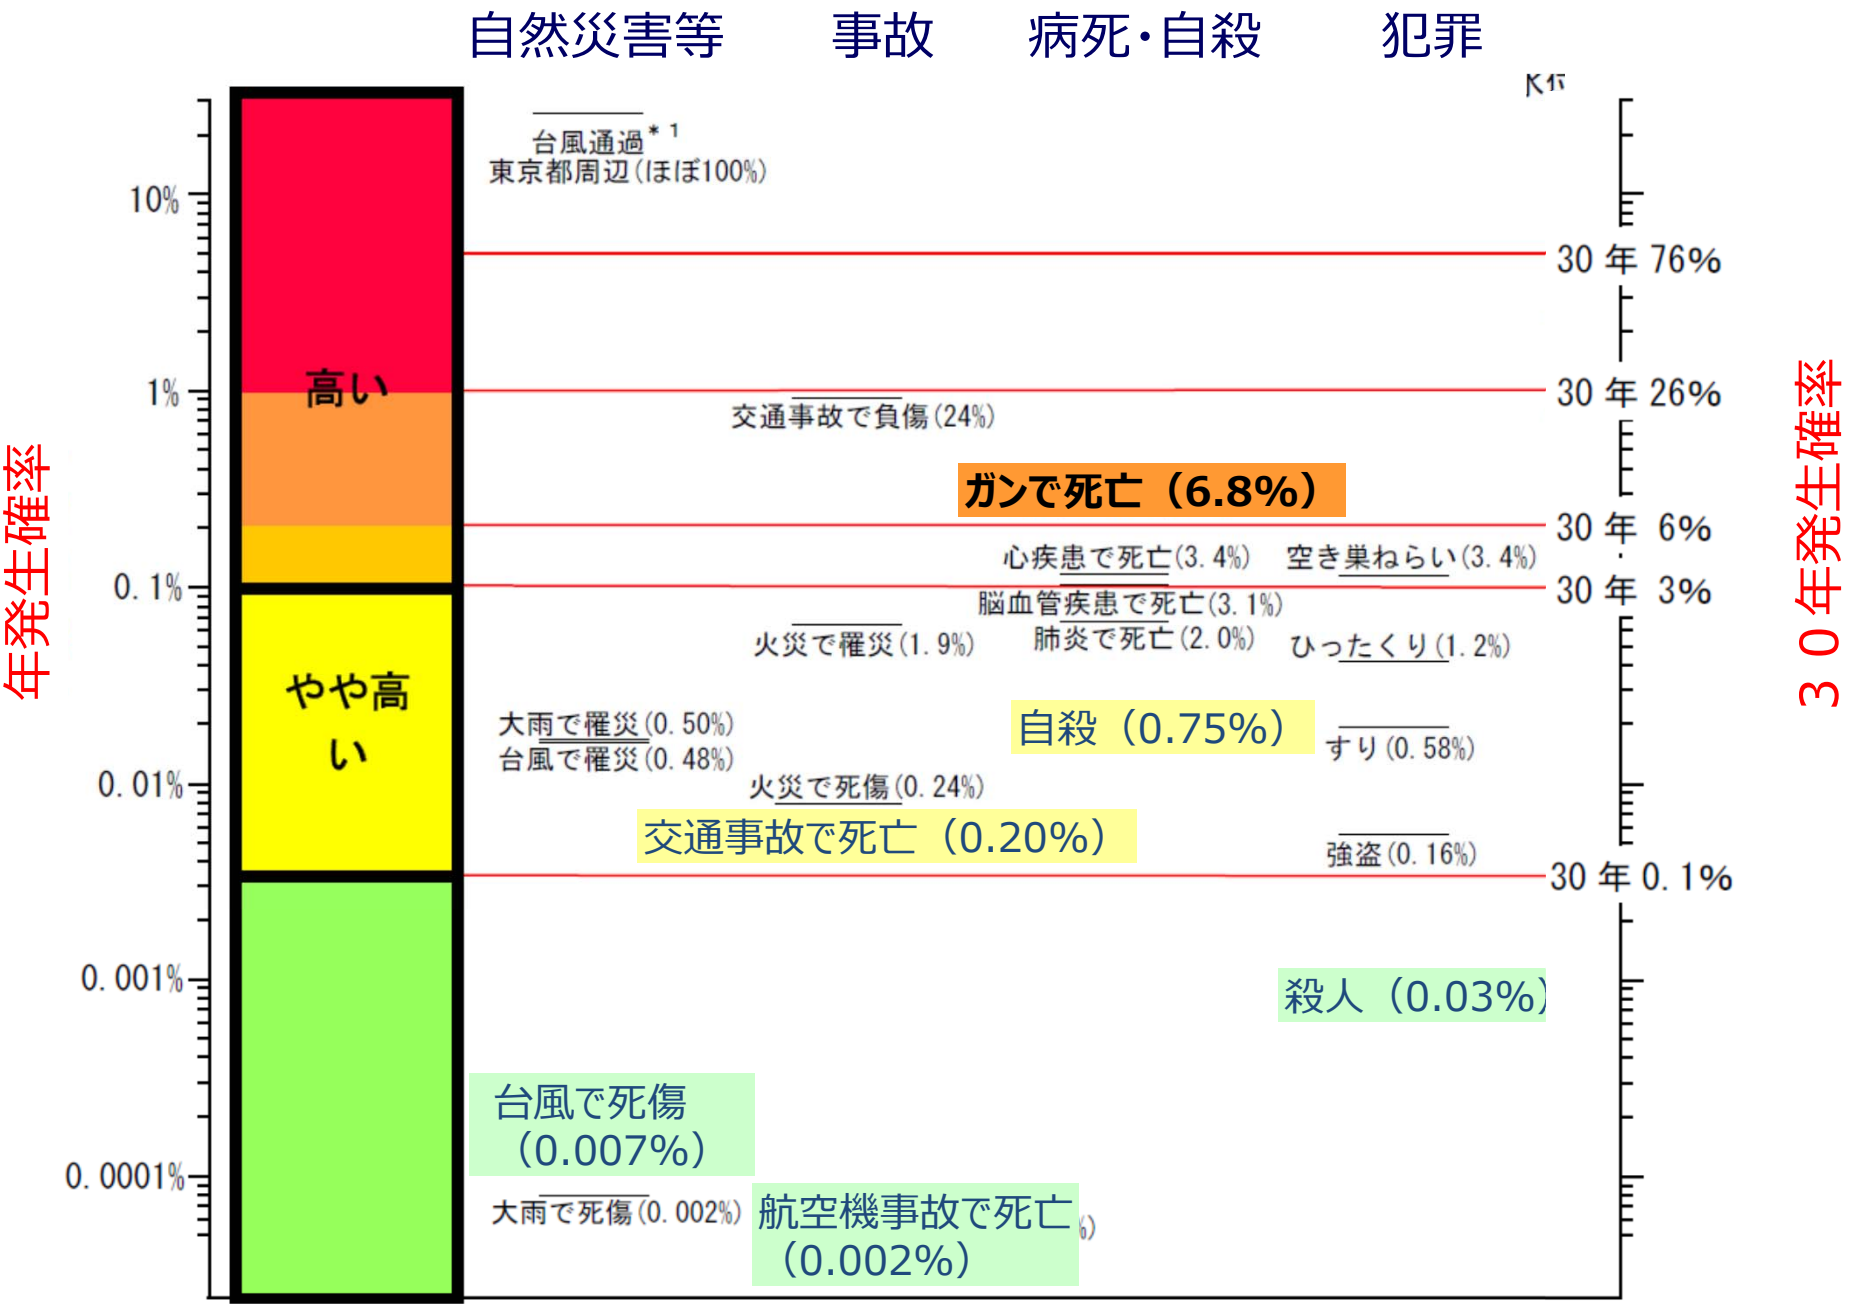 自然災害等 事故 病死・自殺 犯罪
台風通過*1
東京都周辺(ほぼ100%)
10%
30年 76%
高い
1%
30年 26%
交通事故で負傷(24%)
ガンで死亡（6.8%）
30年 6%
心疾患で死亡(3.4%) 空き巣ねらい(3.4%)
0.1%
30年 3%
脳血管疾患で死亡(3.1%)
火災で罹災(1.9%) 肺炎で死亡(2.0%) ひったくり(1.2%)
年発生確率
３０年発生確率
やや高
い
大雨で罹災(0.50%) 自殺（0.75%）
台風で罹災(0.48%) すり(0.58%)
0.01%
火災で死傷(0.24%)
交通事故で死亡（0.20%）
強盗(0.16%)
30年 0.1%
0.001%
殺人（0.03%）
台風で死傷
（0.007%）
0.0001%
大雨で死傷(0.002%) 航空機事故で死亡
（0.002%）
%)